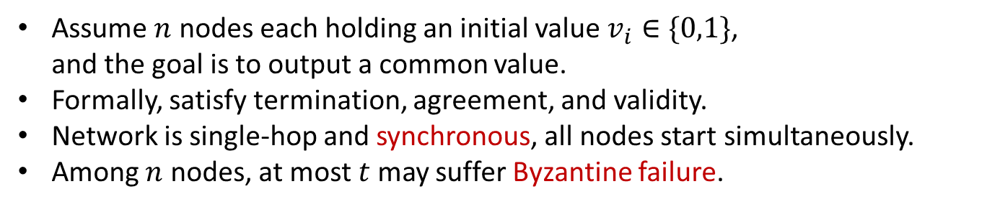 • Assume n nodes each holding an initial value vᵢ ∈ {0,1},
and the goal is to output a common value.
• Formally, satisfy termination, agreement, and validity.
• Network is single-hop and synchronous, all nodes start simultaneously.
• Among n nodes, at most t may suffer Byzantine failure.